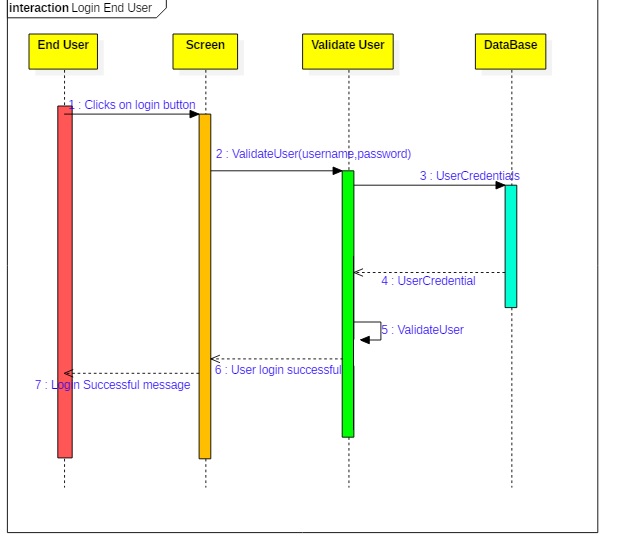 interaction Login End User
End User
Screen
Validate User
DataBase
1 : Clicks on login button
2 : ValidateUser(username,password)
3 : UserCredentials
4 : UserCredential
5 : ValidateUser
6 : User login successful
7 : Login Successful message